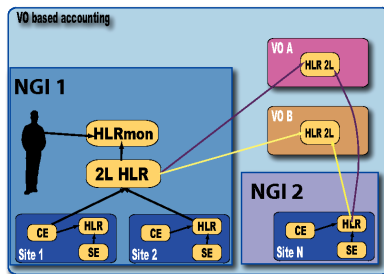 VO based accounting
VO A
HLR 2L
NGI 1
HLRmon
VO B
HLR 2L
2L HLR
NGI 2
CE
HLR
SE
Site 1
CE
HLR
SE
Site 2
CE
HLR
SE
Site N